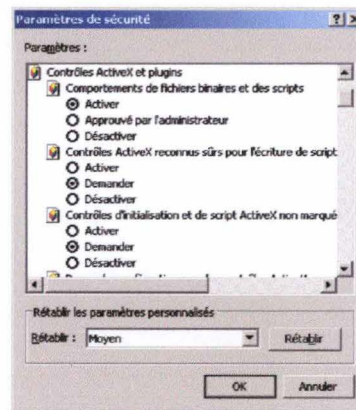 Paramètres de sécurité
Paramètres :
Contrôles ActiveX et plugins
Comportements de fichiers binaires et des scripts
Activer
Approuvé par l'administrateur
Désactiver
Contrôles ActiveX reconnus sûrs pour l'écriture de script
Activer
Demander
Désactiver
Contrôles d'initialisation et de script ActiveX non marqué
Activer
Demander
Désactiver
Rétablir les paramètres personnalisés
Rétablir : Moyen Rétablir
OK Annuler